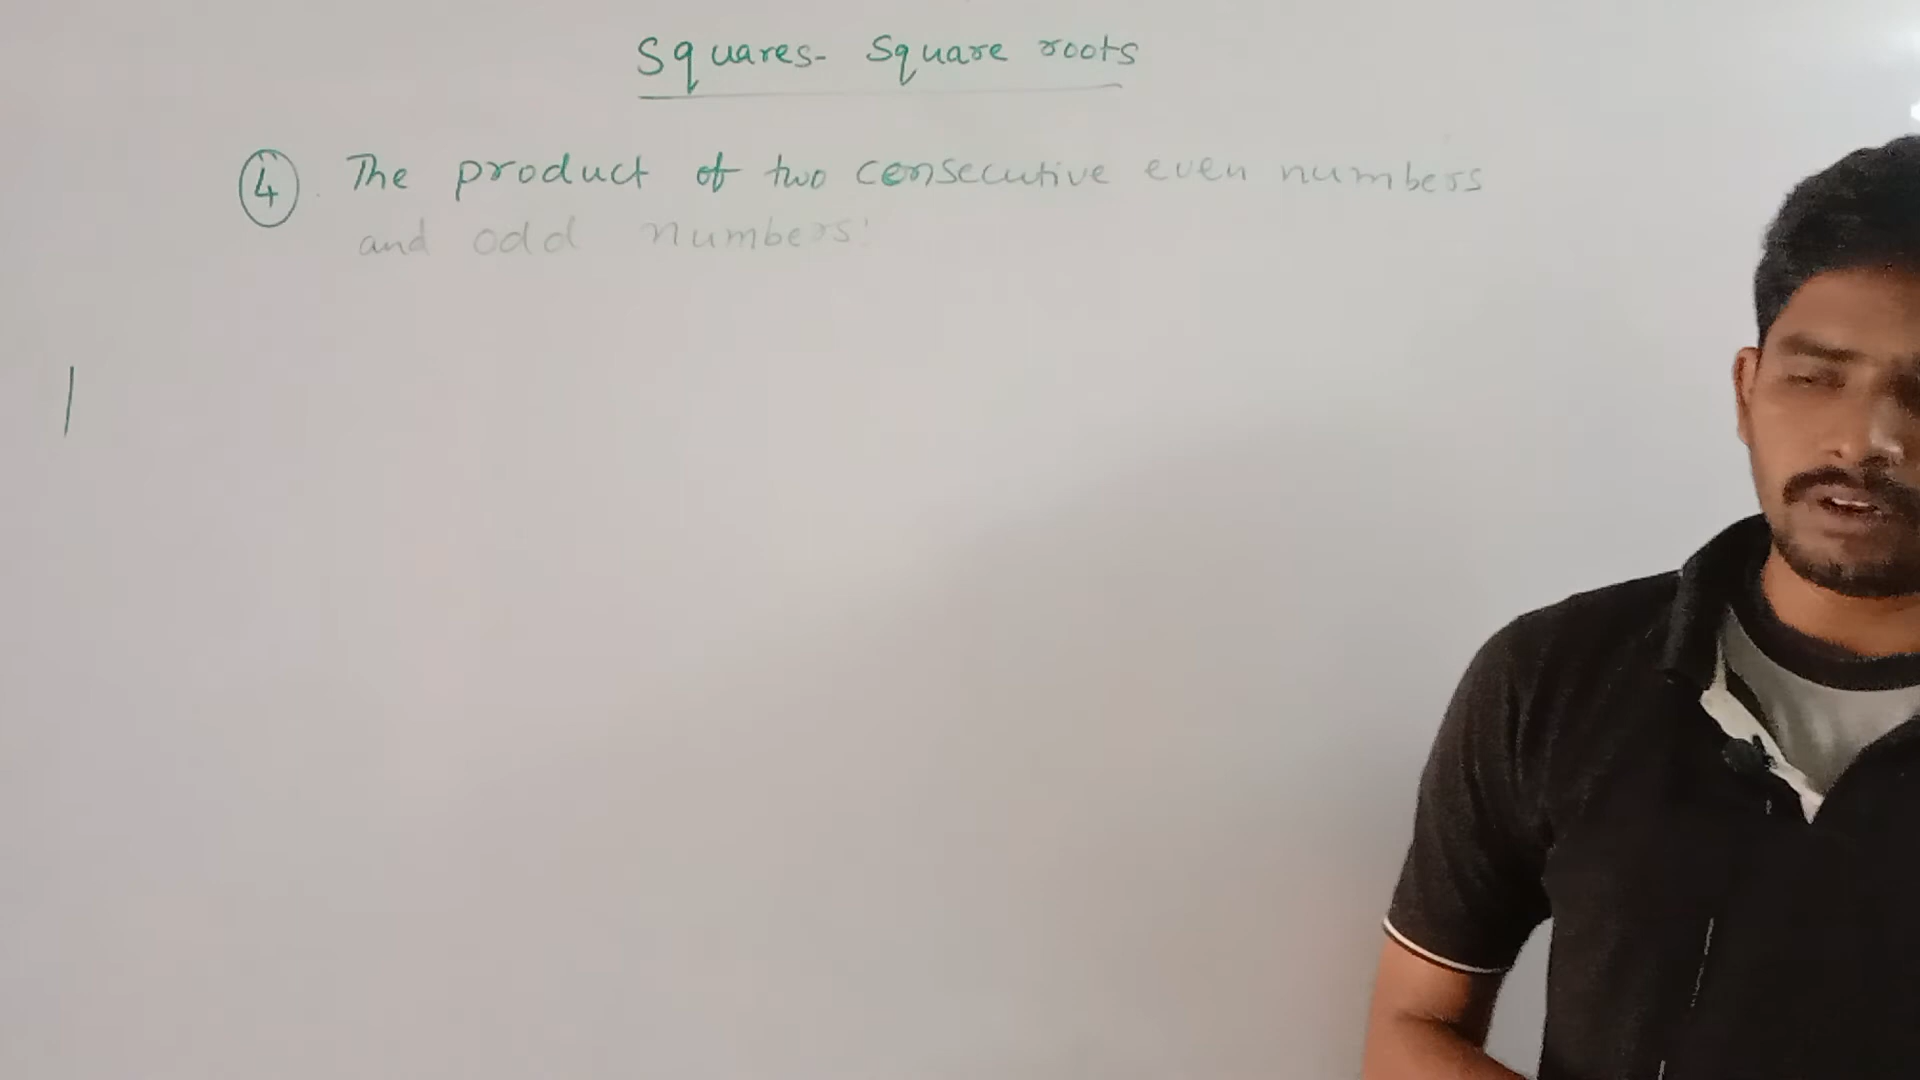 Squares- Square roots
4. The product of two consecutive even numbers
and odd numbers: